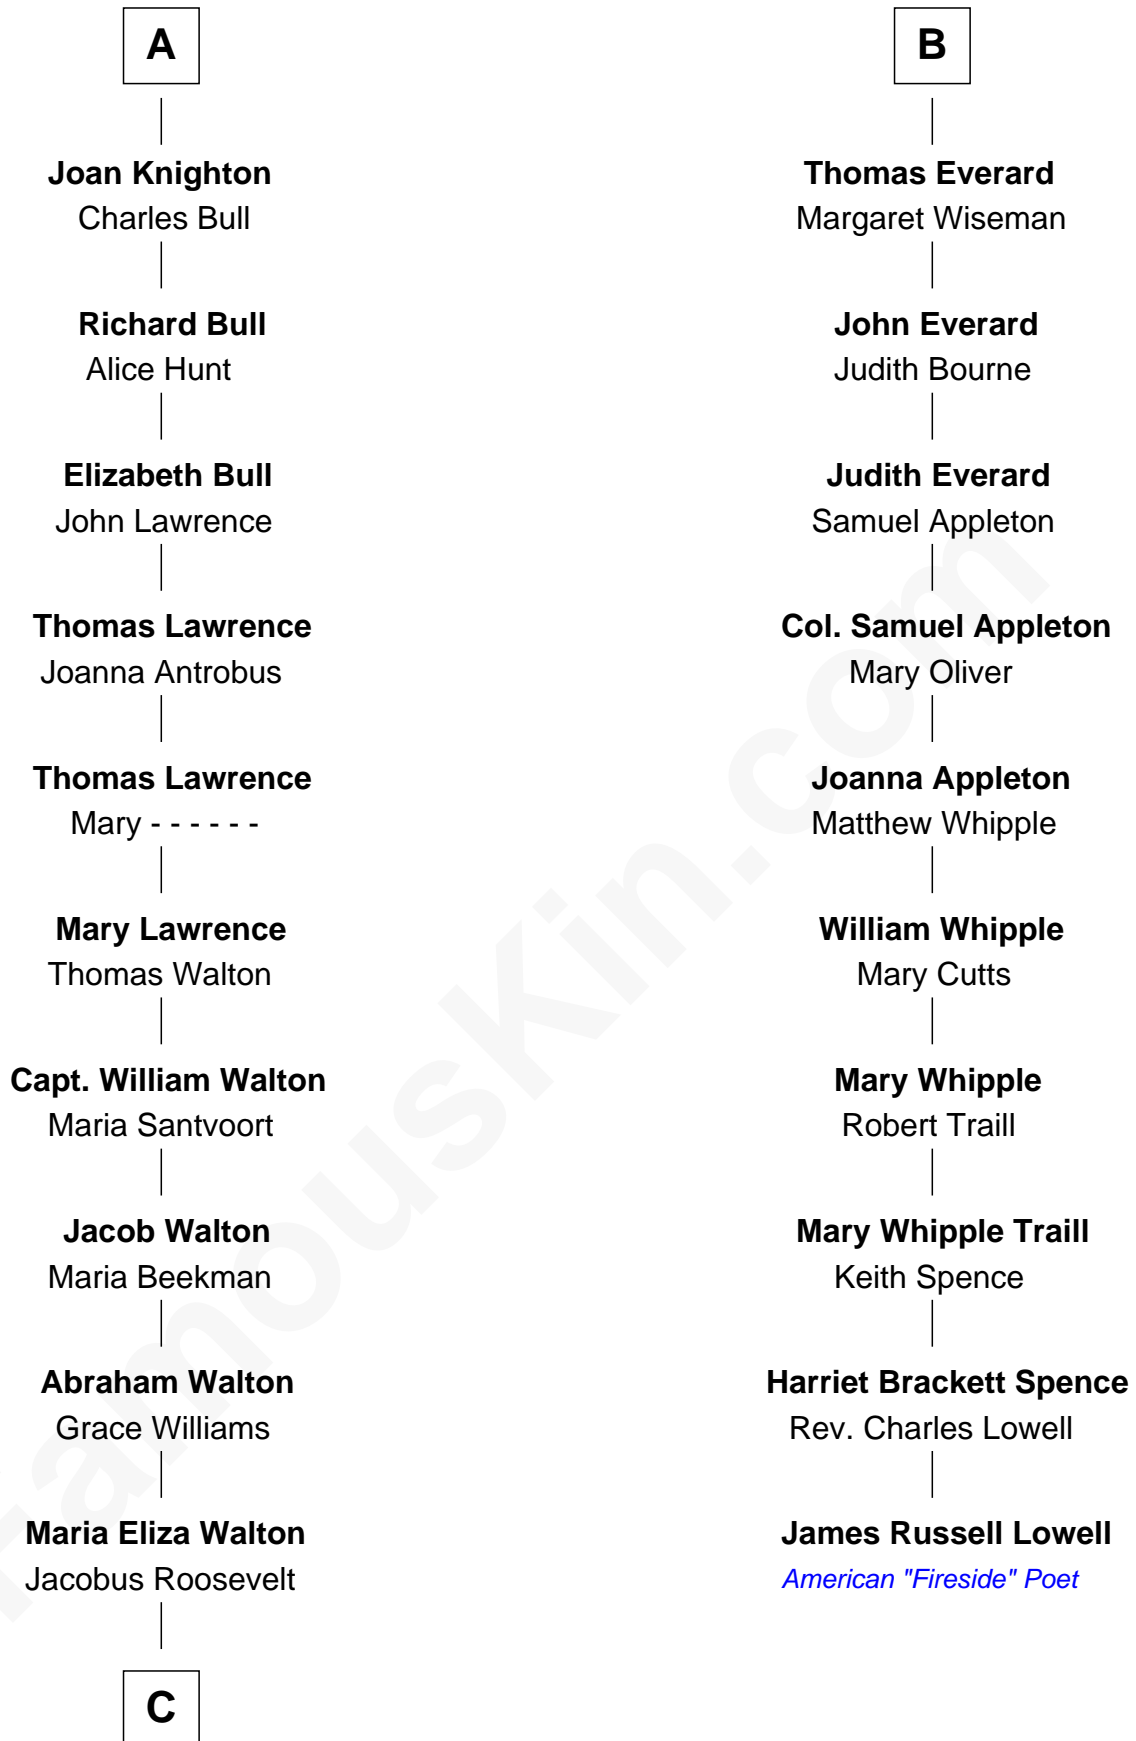 A
Joan Knighton
Charles Bull
Richard Bull
Alice Hunt
Elizabeth Bull
John Lawrence
Thomas Lawrence
Joanna Antrobus
Thomas Lawrence
Mary - - - - - -
Mary Lawrence
Thomas Walton
Capt. William Walton
Maria Santvoort
Jacob Walton
Maria Beekman
Abraham Walton
Grace Williams
Maria Eliza Walton
Jacobus Roosevelt
C
B
Thomas Everard
Margaret Wiseman
John Everard
Judith Bourne
Judith Everard
Samuel Appleton
Col. Samuel Appleton
Mary Oliver
Joanna Appleton
Matthew Whipple
William Whipple
Mary Cutts
Mary Whipple
Robert Traill
Mary Whipple Traill
Keith Spence
Harriet Brackett Spence
Rev. Charles Lowell
James Russell Lowell
American "Fireside" Poet
FamousKin.com